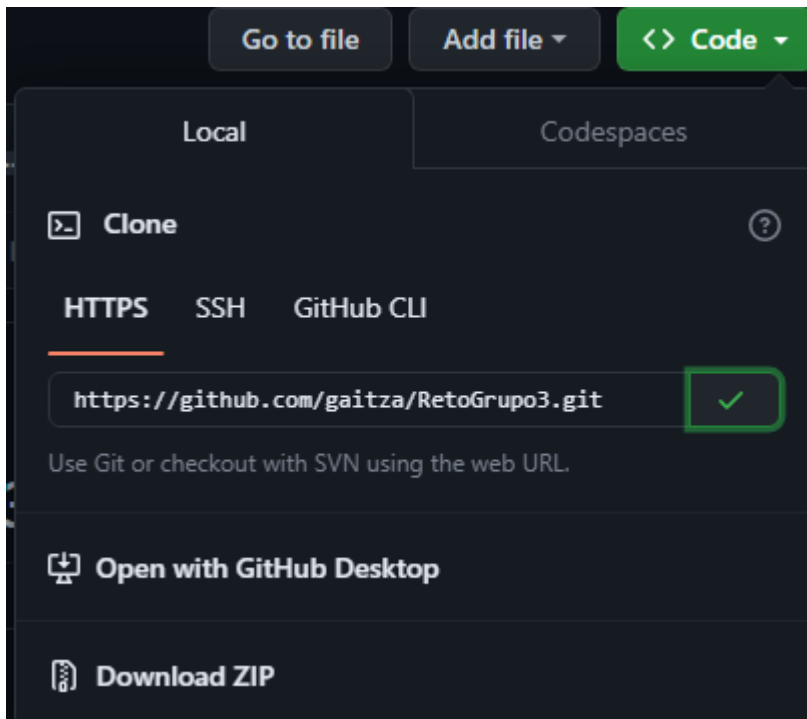 Go to file Add file <> Code
Local Codespaces
Clone
HTTPS SSH GitHub CLI
https://github.com/gaitza/RetoGrupo3.git
Use Git or checkout with SVN using the web URL.
Open with GitHub Desktop
Download ZIP